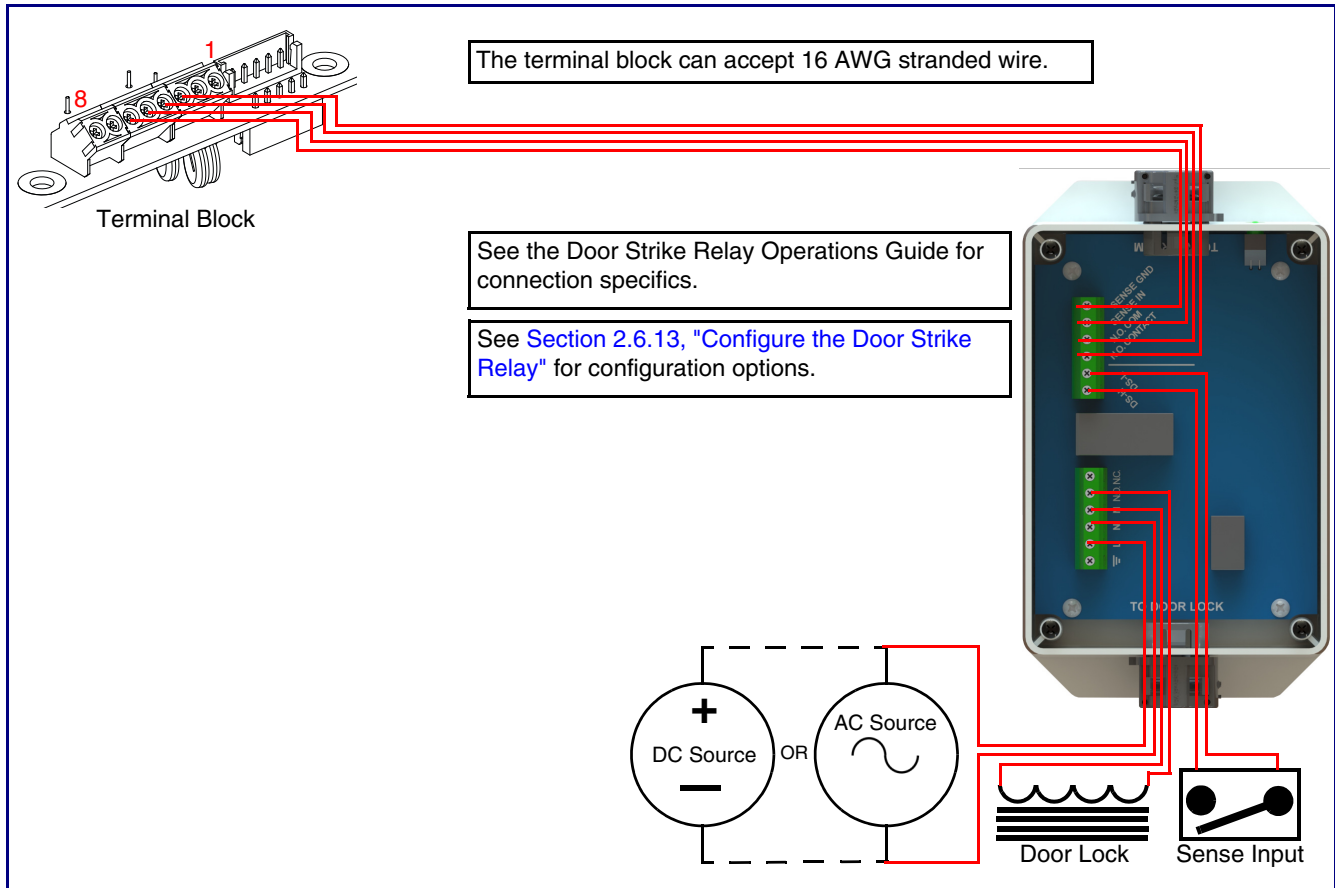 1
8
The terminal block can accept 16 AWG stranded wire.
Terminal Block
See the Door Strike Relay Operations Guide for
connection specifics.
See Section 2.6.13, "Configure the Door Strike
Relay" for configuration options.
SENSE GND
SENSE IN
N.O. COM
N.O. CONTACT
N.C.
N.O.
N
N
L
TO DOOR LOCK
+
DC Source
OR
AC Source
Door Lock
Sense Input